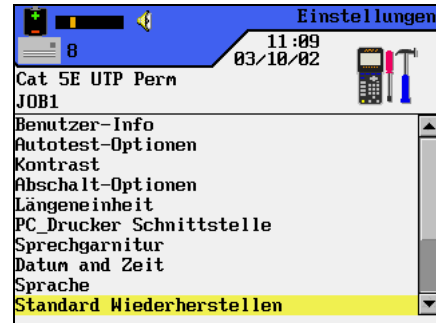 Einstellungen
8
11:09
03/10/02
Cat 5E UTP Perm
JOB1
Benutzer-Info
Autotest-Optionen
Kontrast
Abschalt-Optionen
Längeneinheit
PC_Drucker Schnittstelle
Sprechgarnitur
Datum and Zeit
Sprache
Standard Wiederherstellen